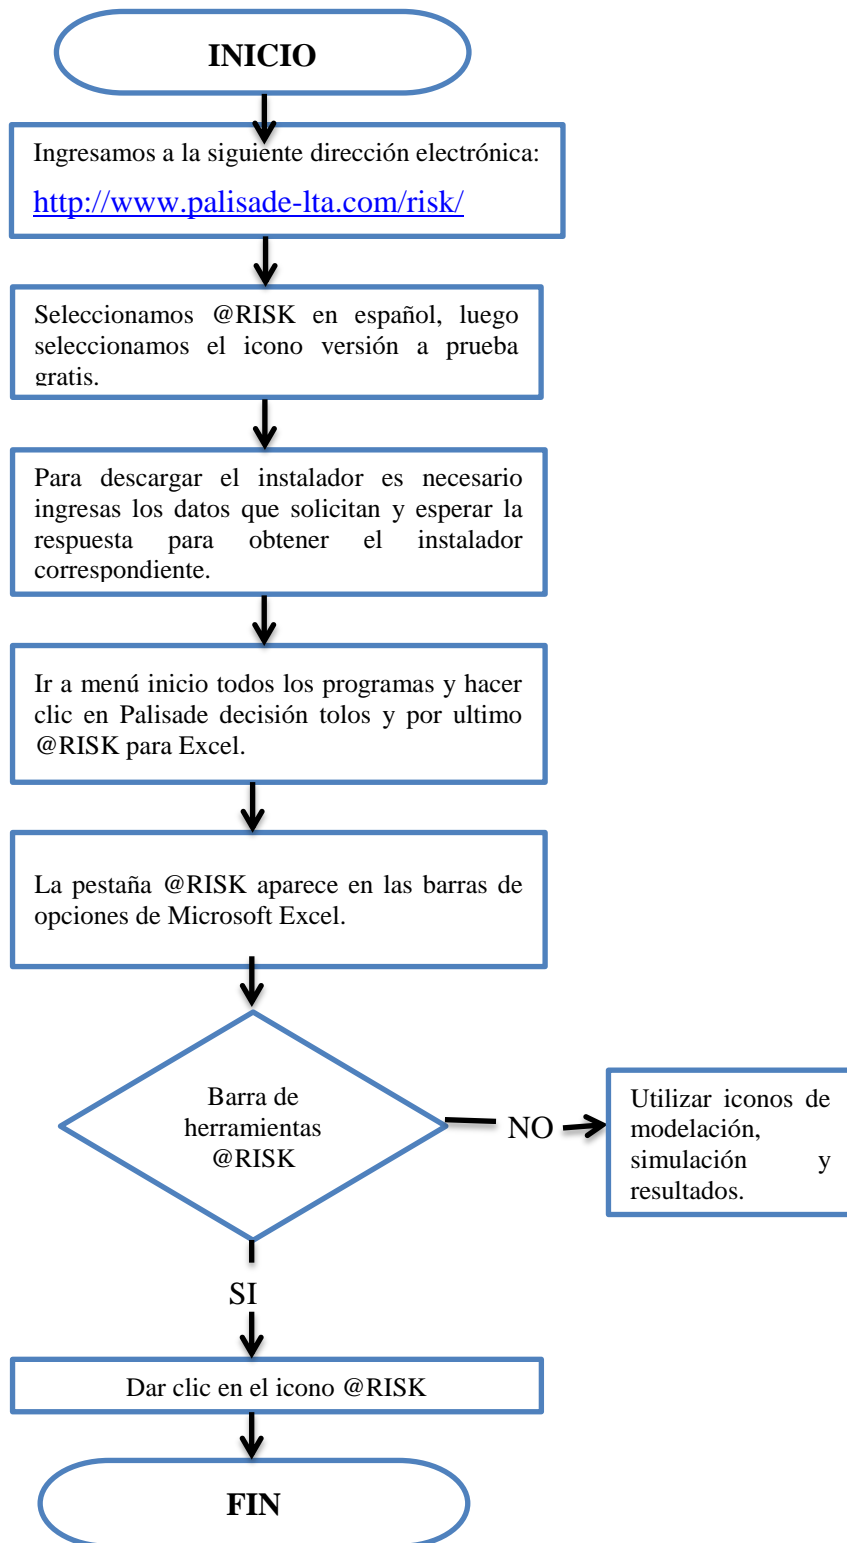 INICIO
Ingresamos a la siguiente dirección electrónica:
http://www.palisade-lta.com/risk/
Seleccionamos @RISK en español, luego
seleccionamos el icono versión a prueba
gratis.
Para descargar el instalador es necesario
ingresas los datos que solicitan y esperar la
respuesta para obtener el instalador
correspondiente.
Ir a menú inicio todos los programas y hacer
clic en Palisade decisión tolos y por ultimo
@RISK para Excel.
La pestaña @RISK aparece en las barras de
opciones de Microsoft Excel.
Barra de
herramientas
@RISK
NO
Utilizar iconos de
modelación,
simulación y
resultados.
SI
Dar clic en el icono @RISK
FIN